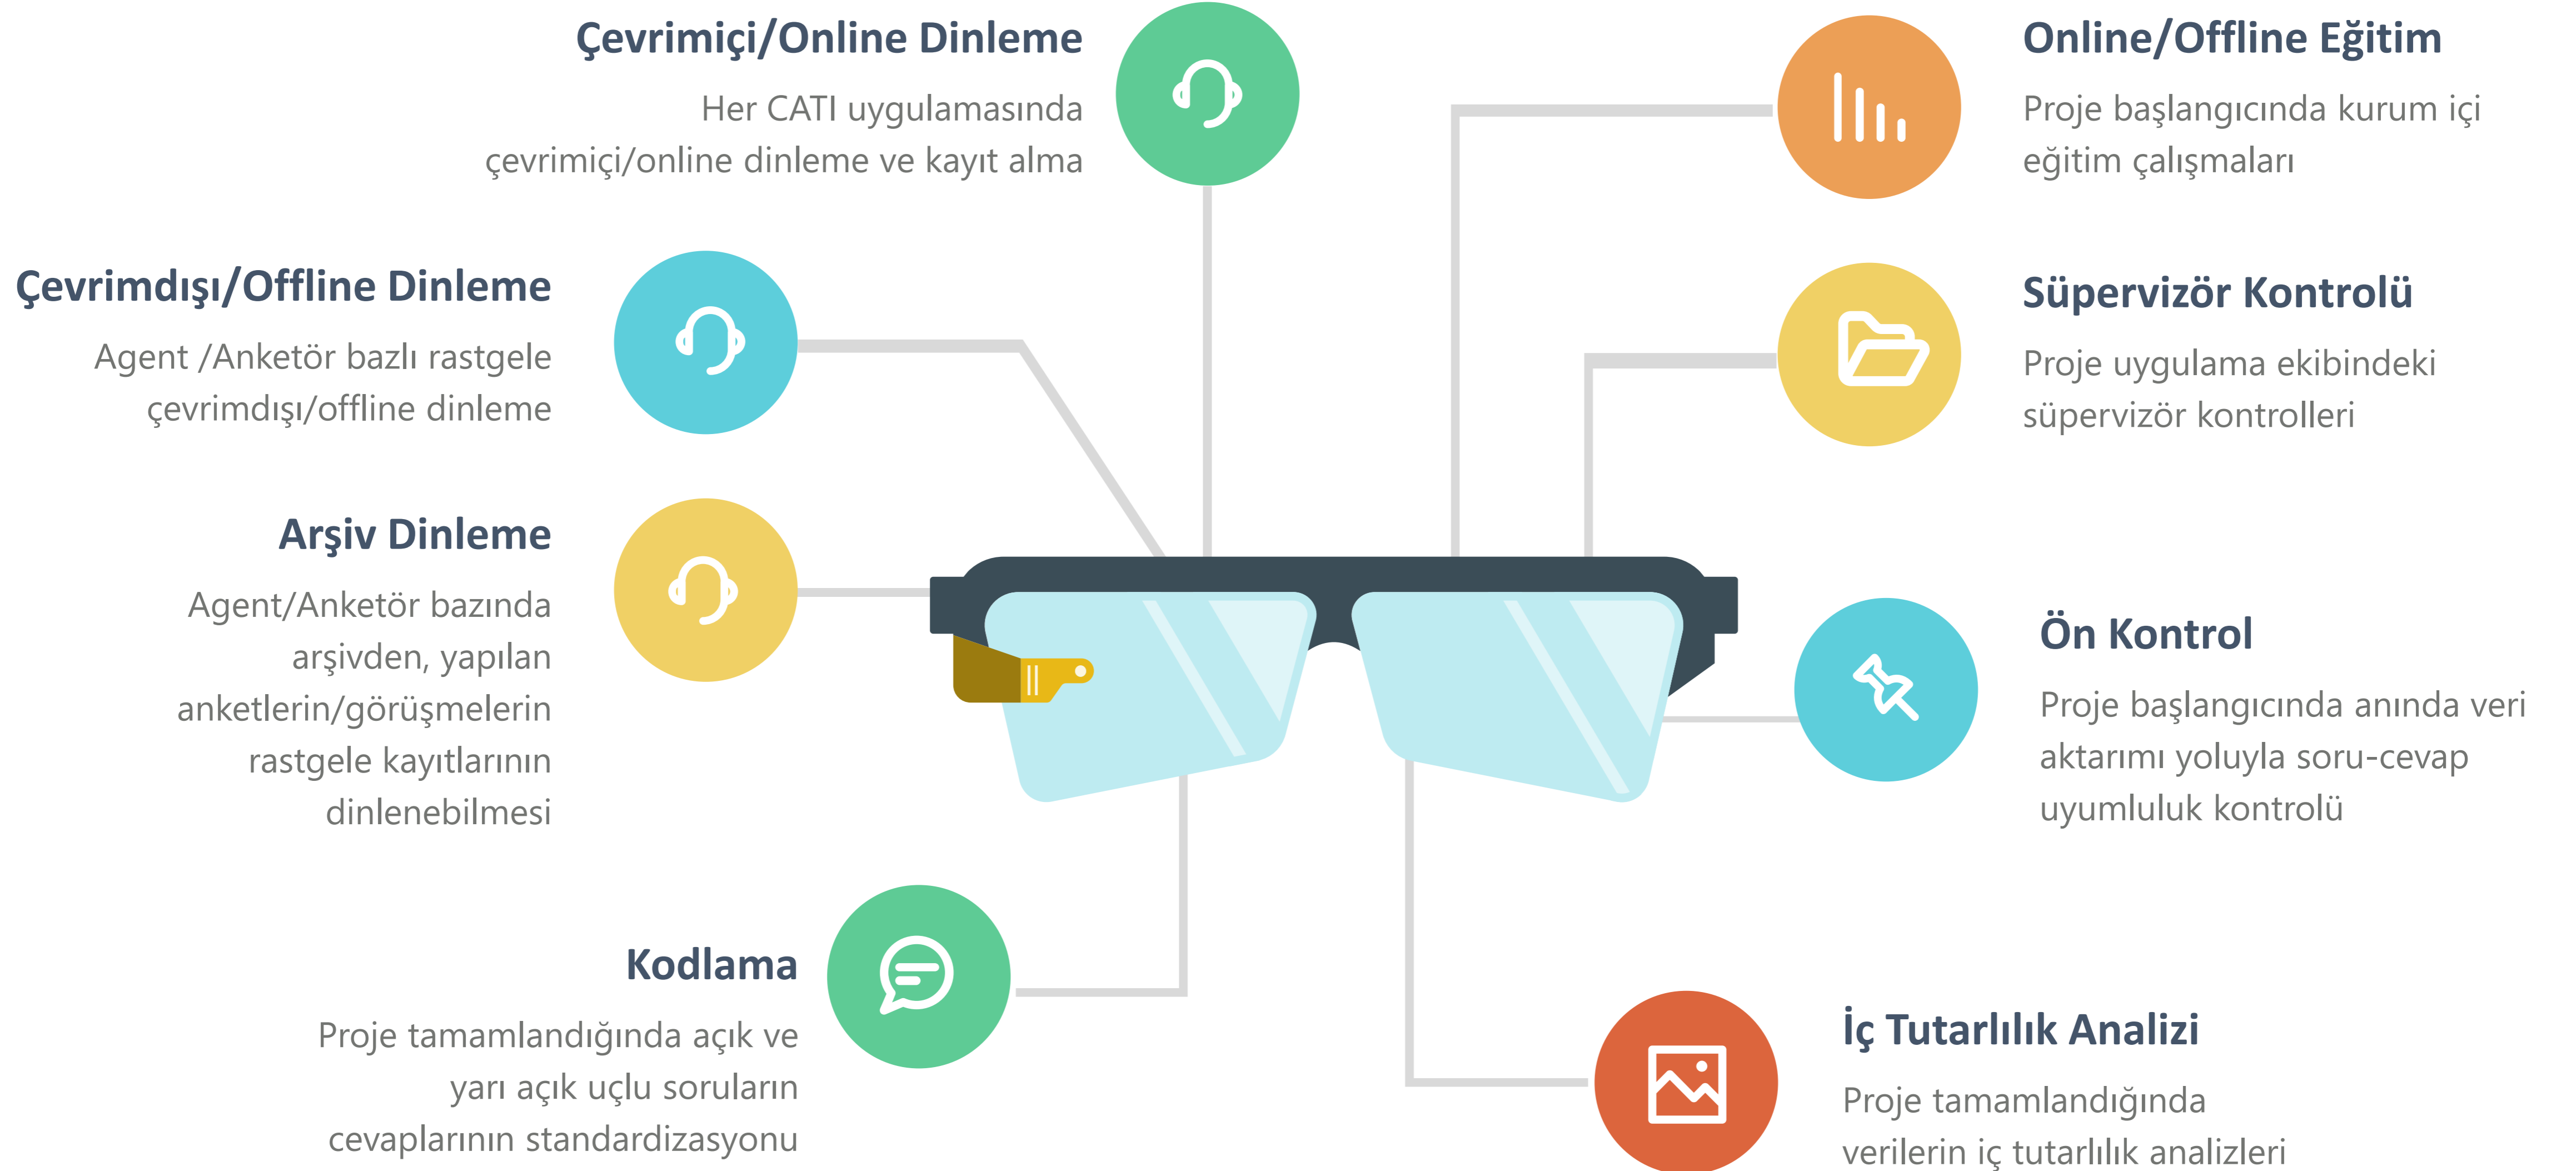 Çevrimiçi/Online Dinleme
Her CATI uygulamasında
çevrimiçi/online dinleme ve kayıt alma
Çevrimdışı/Offline Dinleme
Agent /Anketör bazlı rastgele
çevrimdışı/offline dinleme
Arşiv Dinleme
Agent/Anketör bazında
arşivden, yapılan
anketlerin/görüşmelerin
rastgele kayıtlarının
dinlenebilmesi
Kodlama
Proje tamamlandığında açık ve
yarı açık uçlu soruların
cevaplarının standardizasyonu
Online/Offline Eğitim
Proje başlangıcında kurum içi
eğitim çalışmaları
Süpervizör Kontrolü
Proje uygulama ekibindeki
süpervizör kontrolleri
Ön Kontrol
Proje başlangıcında anında veri
aktarımı yoluyla soru-cevap
uyumluluk kontrolü
İç Tutarlılık Analizi
Proje tamamlandığında
verilerin iç tutarlılık analizleri